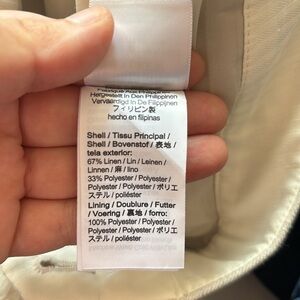 Fabriqué Aux Philippines
Hergestellt In Den Philippinen
Vervaardigd In De Filippijnen
フィリピン製
hecho en filipinas
Shell / Tissu Principal /
Shell / Bovenstof / 表地 /
tela exterior:
67% Linen / Lin / Leinen /
Linnen / 麻 / lino
33% Polyester / Polyester /
Polyester / Polyester / ポリエ
ステル / poliéster
Lining / Doublure / Futter
/ Voering / 裏地 / forro:
100% Polyester / Polyester /
Polyester / Polyester / ポリエ
ステル / poliéster